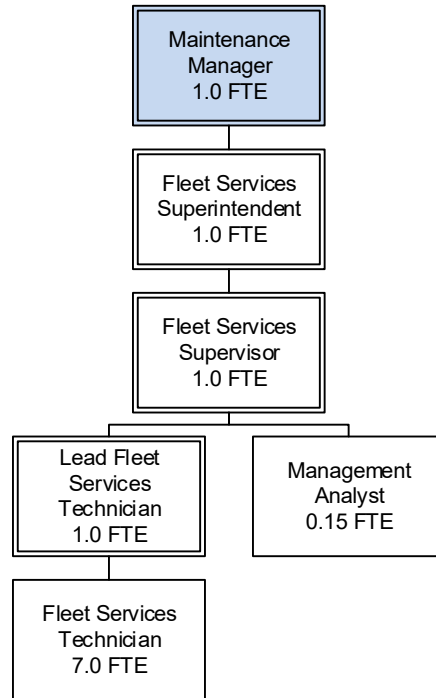 Maintenance
Manager
1.0 FTE
Fleet Services
Superintendent
1.0 FTE
Fleet Services
Supervisor
1.0 FTE
Lead Fleet
Services
Technician
1.0 FTE
Management
Analyst
0.15 FTE
Fleet Services
Technician
7.0 FTE